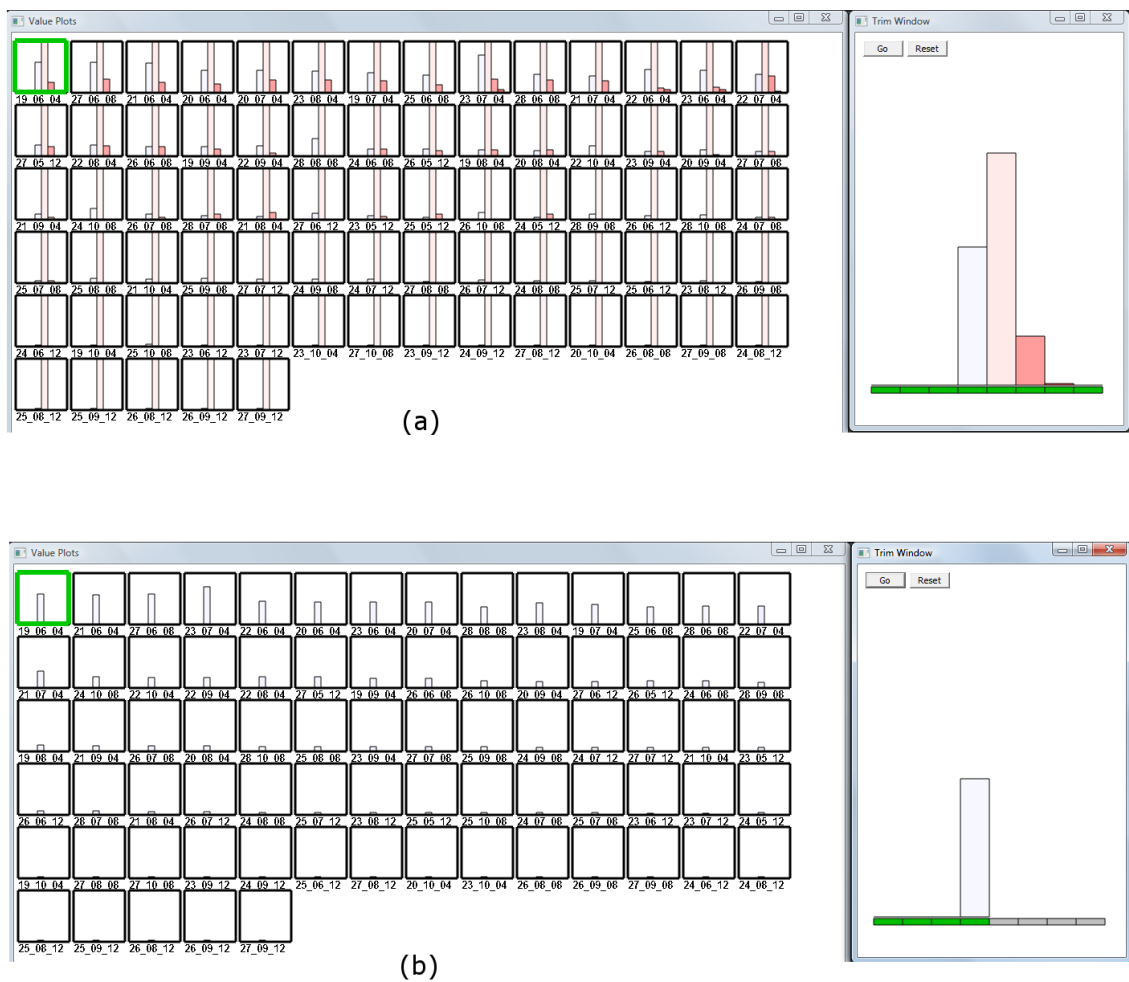 Value Plots
Trim Window
Go Reset
19_06_04 27_06_08 21_06_04 20_06_04 20_07_04 23_08_04 19_07_04 25_06_08 23_07_04 28_06_08 21_07_04 22_06_04 23_06_04 22_07_04
27_05_12 22_08_04 26_06_08 19_09_04 22_09_04 28_08_08 24_06_08 26_05_12 19_08_04 20_08_04 22_10_04 23_09_04 20_09_04 27_07_08
21_09_04 24_10_08 26_07_08 28_07_08 21_08_04 27_06_12 23_05_12 25_05_12 26_10_08 24_05_12 28_09_08 26_06_12 28_10_08 24_07_08
25_07_08 25_08_08 21_10_04 25_09_08 27_07_12 24_09_08 24_07_12 27_08_08 26_07_12 25_07_12 25_06_12 23_08_12 24_08_08 26_09_08
24_06_12 19_10_04 25_10_08 23_06_12 23_07_12 23_10_04 27_10_08 23_09_12 24_09_12 27_08_12 20_10_04 26_08_08 27_09_08 24_08_12
25_08_12 25_09_12 26_08_12 26_09_12 27_09_12
(a)
Value Plots
Trim Window
Go Reset
19_06_04 21_06_04 27_06_08 23_07_04 22_06_04 20_06_04 23_06_04 20_07_04 25_06_08 23_08_04 19_07_04 26_06_08 28_06_08 22_07_04
21_07_04 24_10_08 22_10_04 22_09_04 22_08_04 27_05_12 19_09_04 26_06_08 26_10_08 20_09_04 27_06_12 26_05_12 24_06_08 28_09_08
19_08_04 21_09_04 26_07_08 20_08_04 28_10_08 25_08_08 23_09_04 27_07_08 25_09_08 24_09_08 24_07_12 27_07_12 21_10_04 23_05_12
26_06_12 28_07_08 21_08_04 26_07_12 24_08_08 25_07_12 23_08_12 25_05_12 25_10_08 24_07_08 25_07_08 23_06_12 23_07_12 24_05_12
19_10_04 27_08_08 27_10_08 23_09_12 24_09_12 25_06_12 27_08_12 20_10_04 23_10_04 26_08_08 26_09_08 27_09_08 24_06_12 24_08_12
25_08_12 25_09_12 26_08_12 26_09_12 27_09_12
(b)